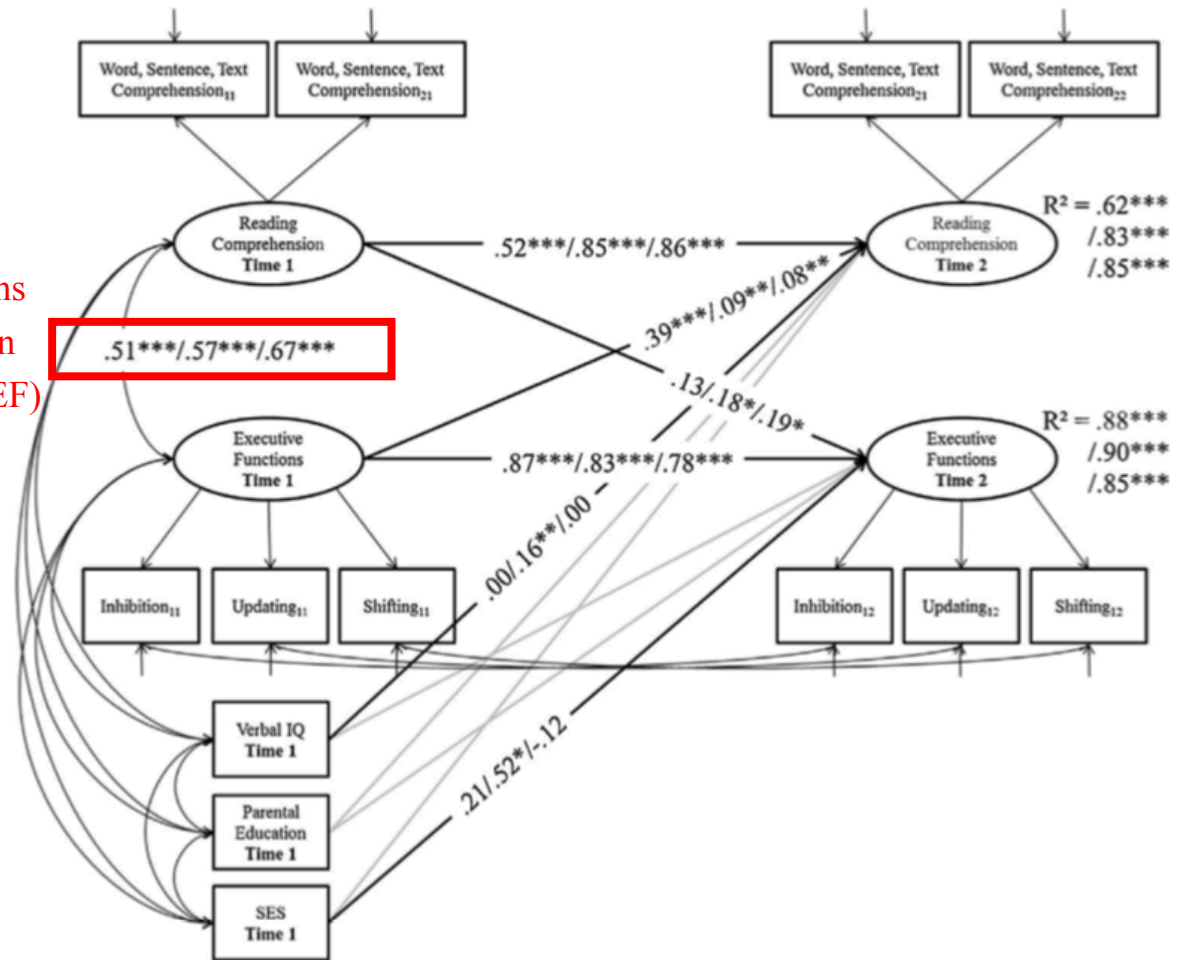 Word, Sentence, Text
Comprehension₁₁
Word, Sentence, Text
Comprehension₂₁
Word, Sentence, Text
Comprehension₂₁
Word, Sentence, Text
Comprehension₂₂
Reading
Comprehension
Time 1
.52***/.85***/.86***
Reading
Comprehension
Time 2
R² = .62***
/.83***
/.85***
.39***/.09**/.08**
ns
n
EF)
.51***/.57***/.67***
.13/.18*/.19*
Executive
Functions
Time 1
.87***/.83***/.78***
Executive
Functions
Time 2
R² = .88***
/.90***
/.85***
.00/.16**/.00
Inhibition₁₁
Updating₁₁
Shifting₁₁
Inhibition₁₂
Updating₁₂
Shifting₁₂
Verbal IQ
Time 1
.21/.52*/-.12
Parental
Education
Time 1
SES
Time 1